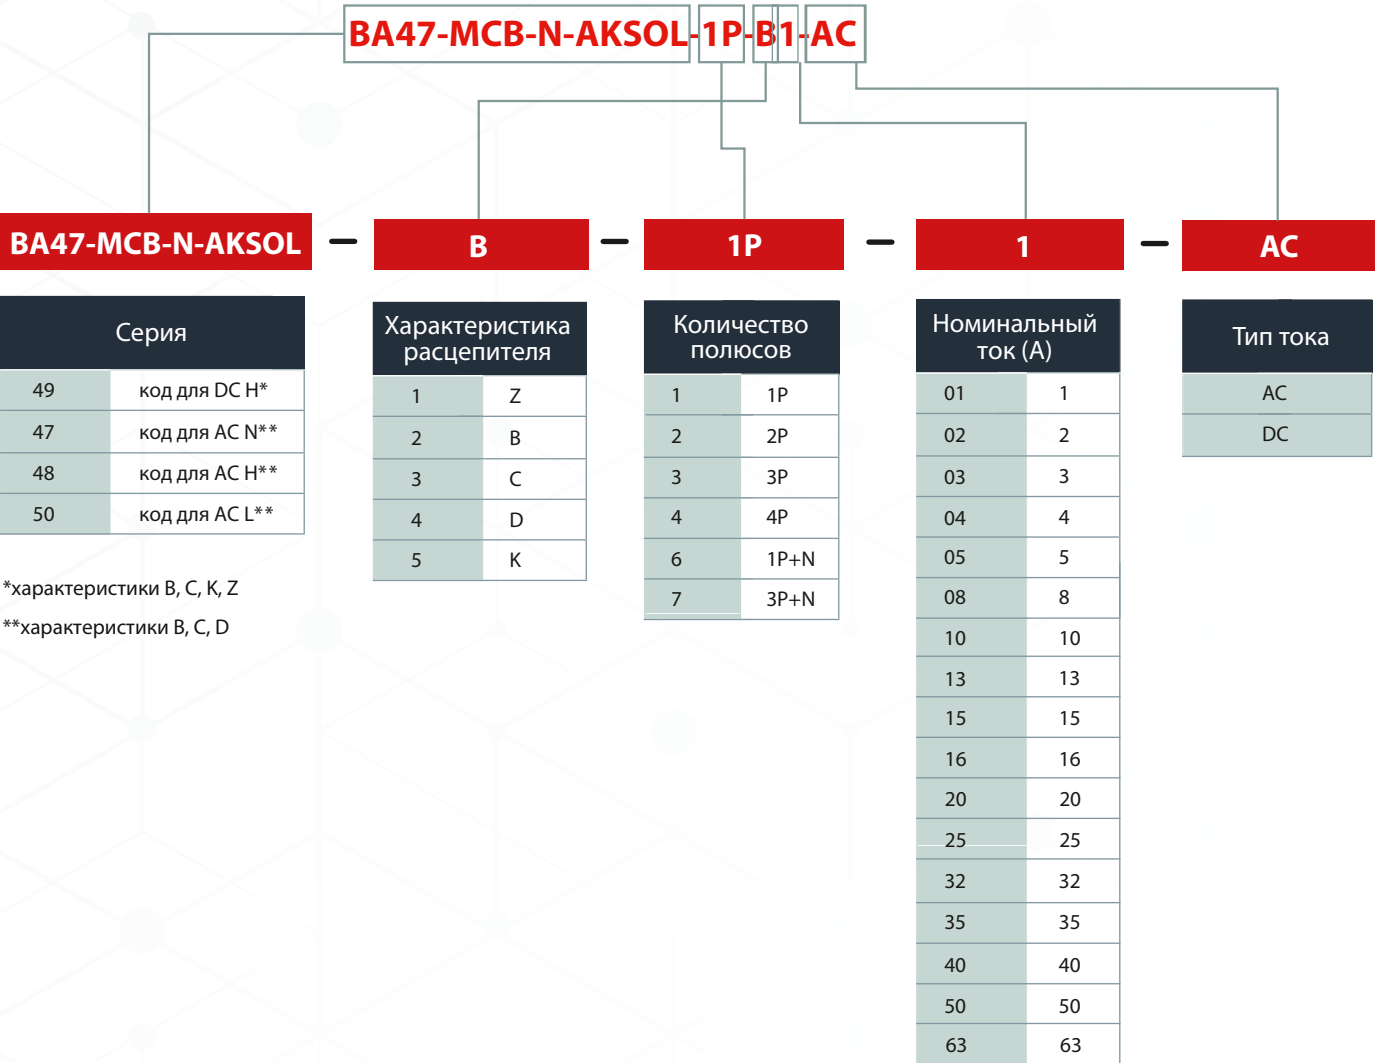 BA47-MCB-N-AKSOL-1P-B1-AC
BA47-MCB-N-AKSOL – B – 1P – 1 – AC
Серия
49 код для DC H*
47 код для AC N**
48 код для AC H**
50 код для AC L**
*характеристики B, C, K, Z
**характеристики B, C, D
Характеристика
расцепителя
1 Z
2 B
3 C
4 D
5 K
Количество
полюсов
1 1P
2 2P
3 3P
4 4P
6 1P+N
7 3P+N
Номинальный
ток (А)
01 1
02 2
03 3
04 4
05 5
08 8
10 10
13 13
15 15
16 16
20 20
25 25
32 32
35 35
40 40
50 50
63 63
Тип тока
AC
DC